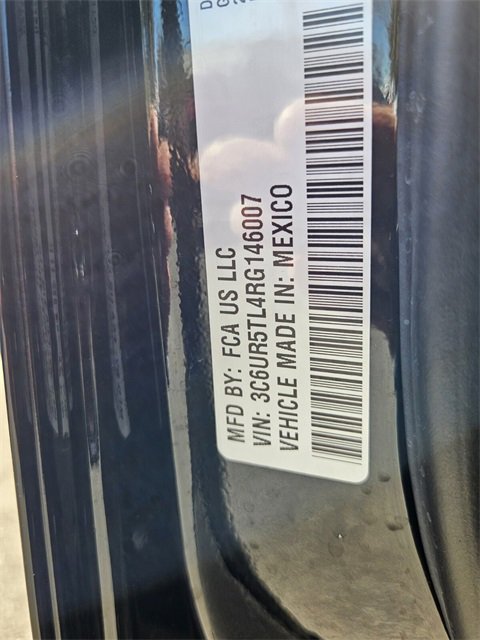 MFD BY: FCA US LLC
VIN: 3C6UR5TL4RG146007
VEHICLE MADE IN: MEXICO